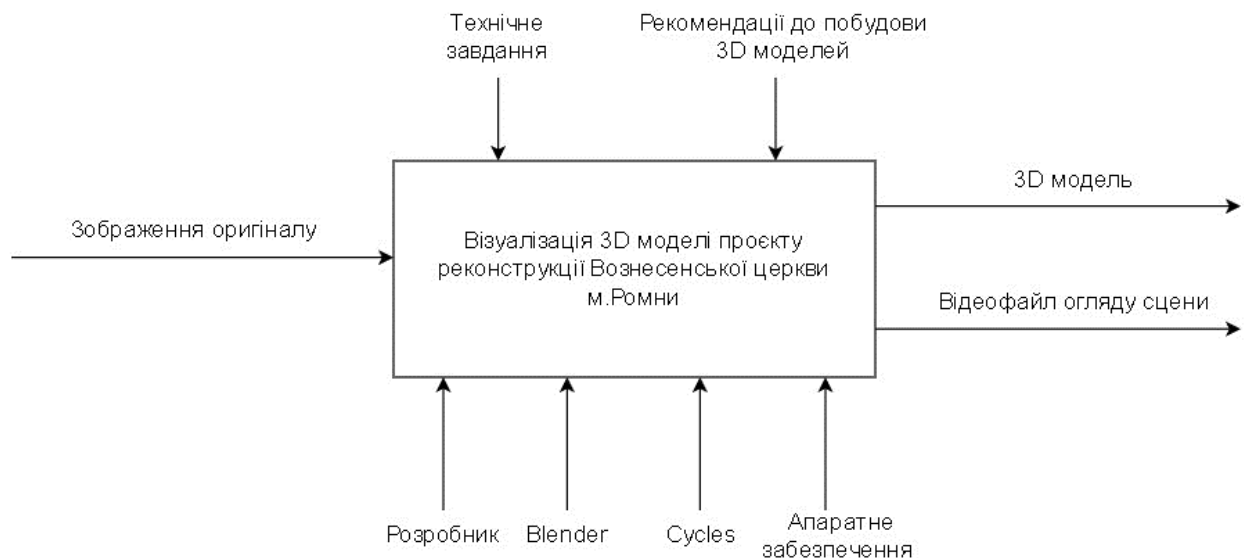 Технічне
завдання
Рекомендації до побудови
3D моделей
Зображення оригіналу
Візуалізація 3D моделі проєкту
реконструкції Вознесенської церкви
м.Ромни
3D модель
Відеофайл огляду сцени
Розробник
Blender
Cycles
Апаратне
забезпечення